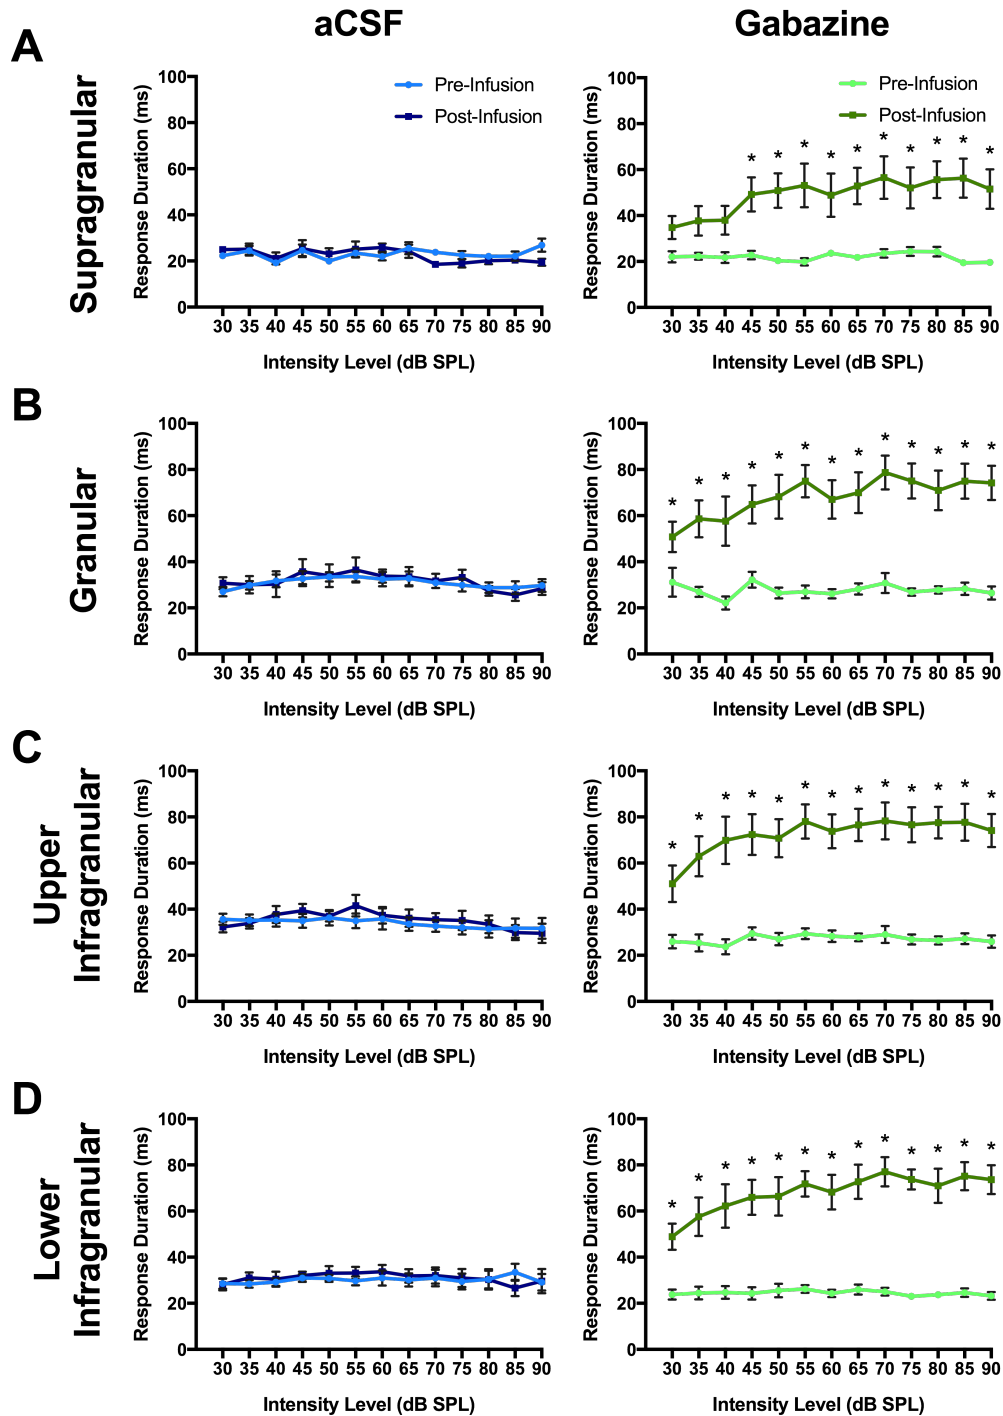 aCSF
Gabazine
A
Supragranular
Response Duration (ms)
100
80
60
40
20
0
Pre-Infusion
Post-Infusion
30 35 40 45 50 55 60 65 70 75 80 85 90
Intensity Level (dB SPL)
Response Duration (ms)
100
80
60
40
20
0
Pre-Infusion
Post-Infusion
* * * * * * * * * *
30 35 40 45 50 55 60 65 70 75 80 85 90
Intensity Level (dB SPL)
B
Granular
Response Duration (ms)
100
80
60
40
20
0
30 35 40 45 50 55 60 65 70 75 80 85 90
Intensity Level (dB SPL)
Response Duration (ms)
100
80
60
40
20
0
* * * * * * * * * * * * *
30 35 40 45 50 55 60 65 70 75 80 85 90
Intensity Level (dB SPL)
C
Upper
Infragranular
Response Duration (ms)
100
80
60
40
20
0
30 35 40 45 50 55 60 65 70 75 80 85 90
Intensity Level (dB SPL)
Response Duration (ms)
100
80
60
40
20
0
* * * * * * * * * * * * *
30 35 40 45 50 55 60 65 70 75 80 85 90
Intensity Level (dB SPL)
D
Lower
Infragranular
Response Duration (ms)
100
80
60
40
20
0
30 35 40 45 50 55 60 65 70 75 80 85 90
Intensity Level (dB SPL)
Response Duration (ms)
100
80
60
40
20
0
* * * * * * * * * * * * *
30 35 40 45 50 55 60 65 70 75 80 85 90
Intensity Level (dB SPL)